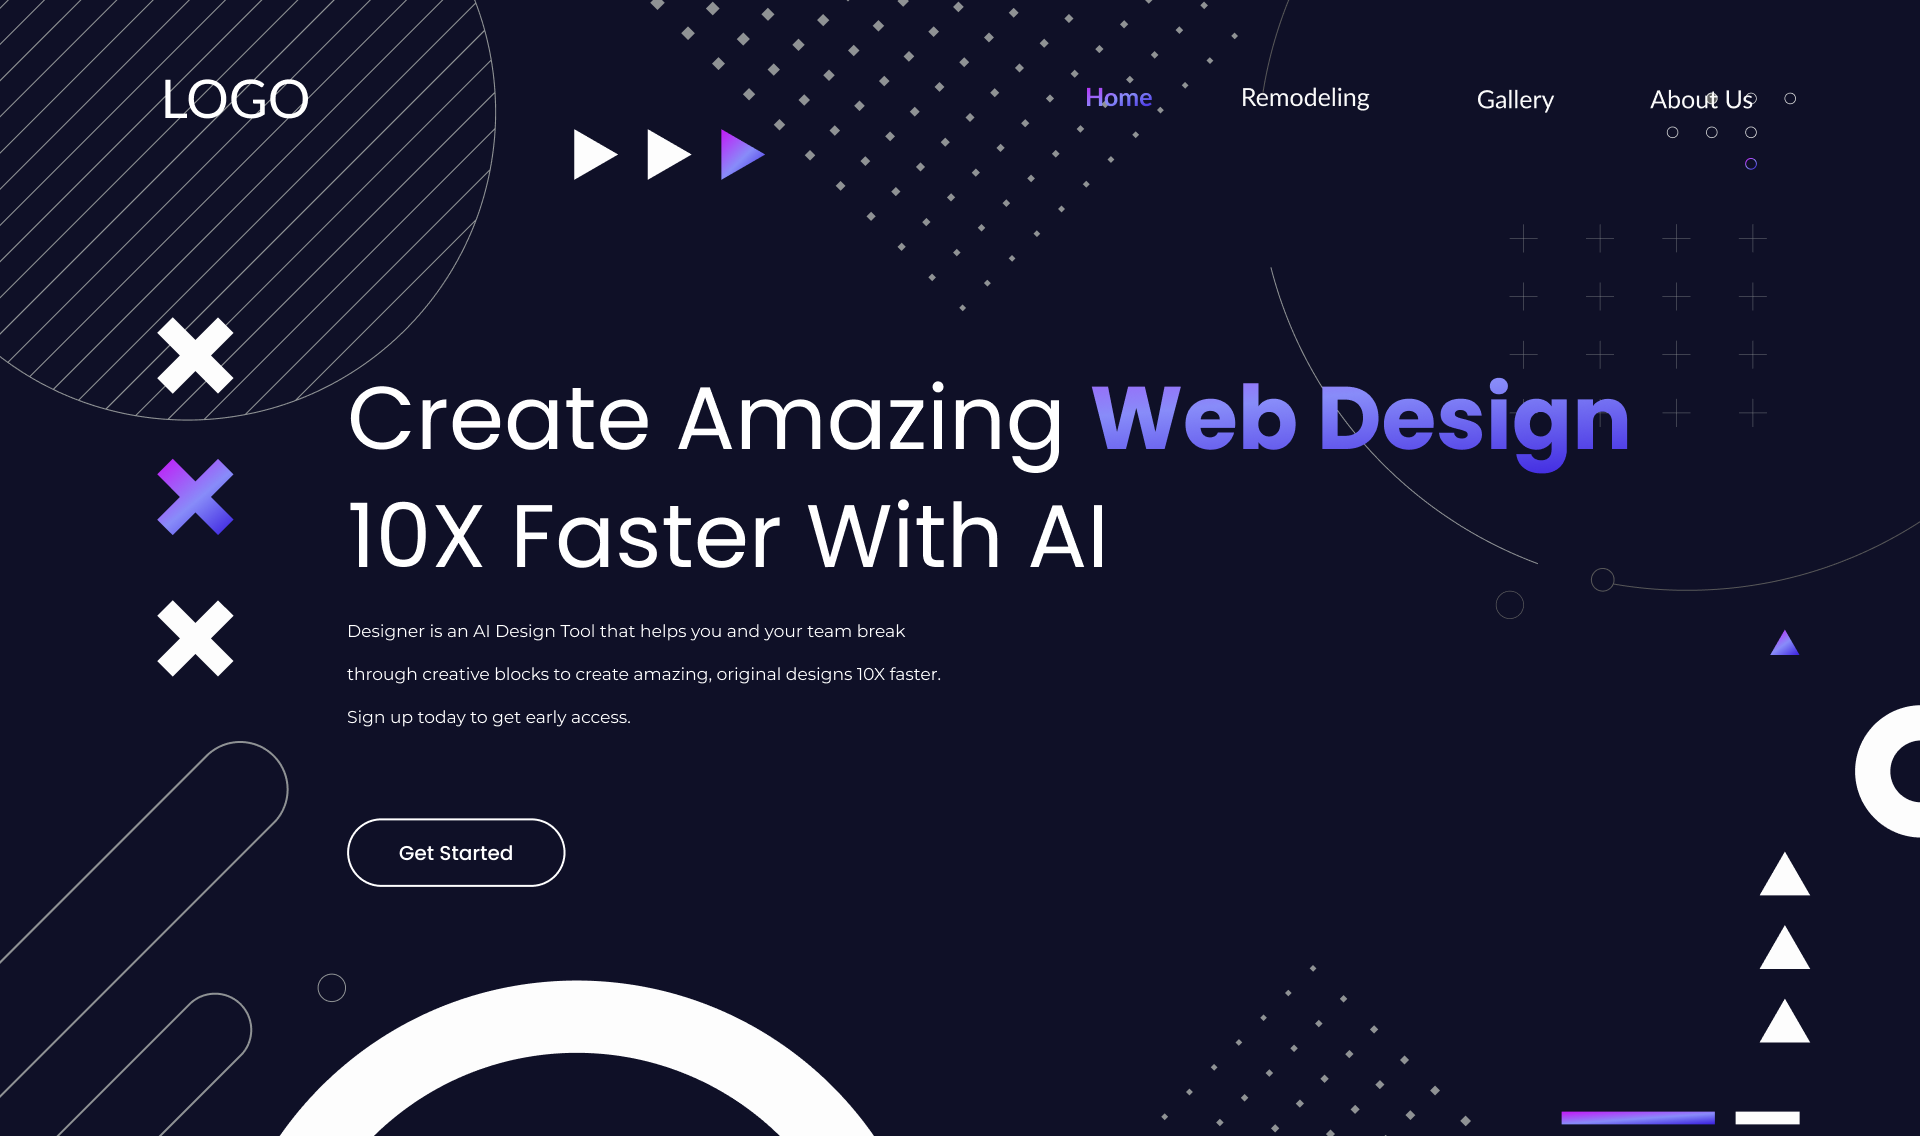 LOGO
Home Remodeling Gallery About Us
Create Amazing Web Design
10X Faster With AI
Designer is an AI Design Tool that helps you and your team break
through creative blocks to create amazing, original designs 10X faster.
Sign up today to get early access.
Get Started